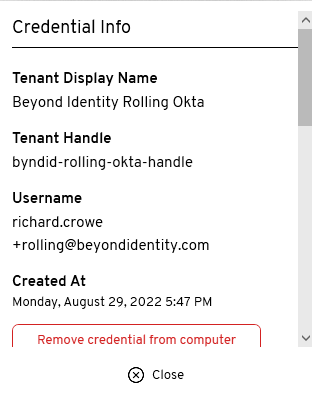 Credential Info
Tenant Display Name
Beyond Identity Rolling Okta
Tenant Handle
byndid-rolling-okta-handle
Username
richard.crowe
+rolling@beyondidentity.com
Created At
Monday, August 29, 2022 5:47 PM
Remove credential from computer
Close